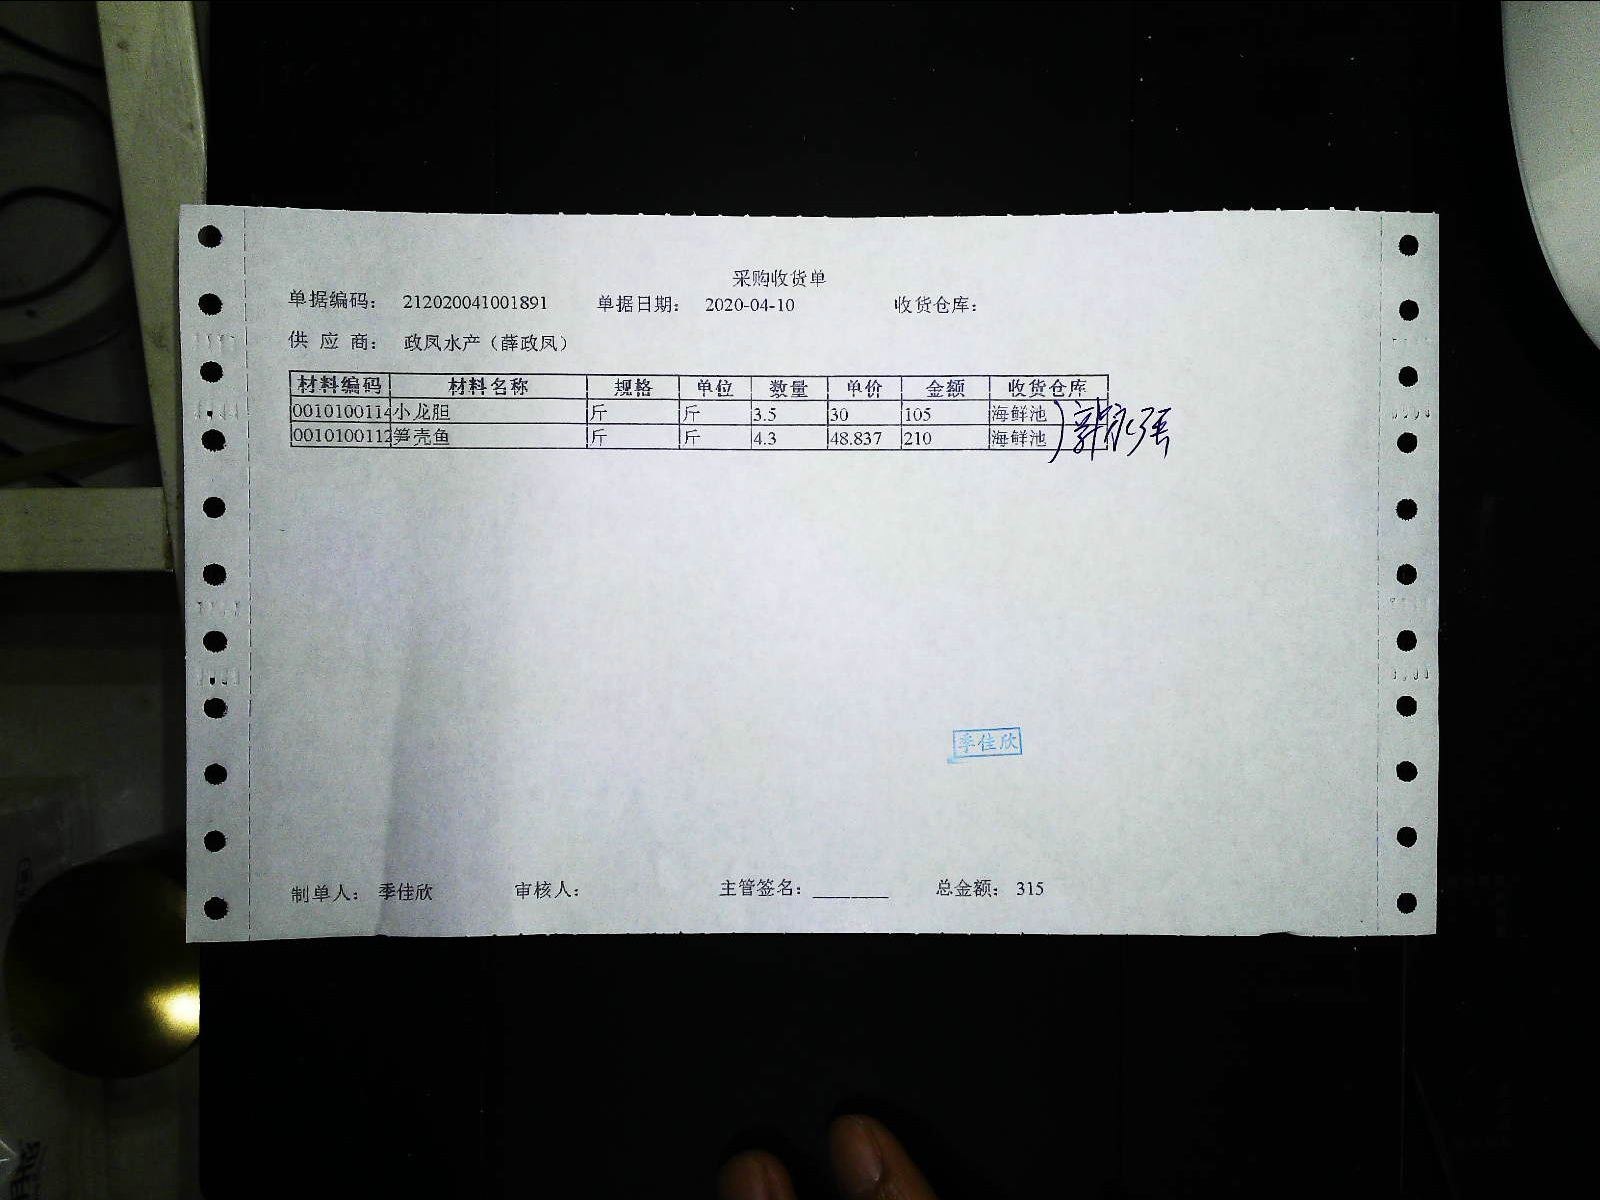 采购收货单
单据编码： 212020041001891 单据日期： 2020-04-10 收货仓库：
供 应 商： 政凤水产（薛政凤）
材料编码 材料名称 规格 单位 数量 单价 金额 收货仓库
0010100114 小龙胆 斤 斤 3.5 30 105 海鲜池
0010100112 笋壳鱼 斤 斤 4.3 48.837 210 海鲜池
季佳欣
制单人： 季佳欣 审核人： 主管签名： 总金额： 315